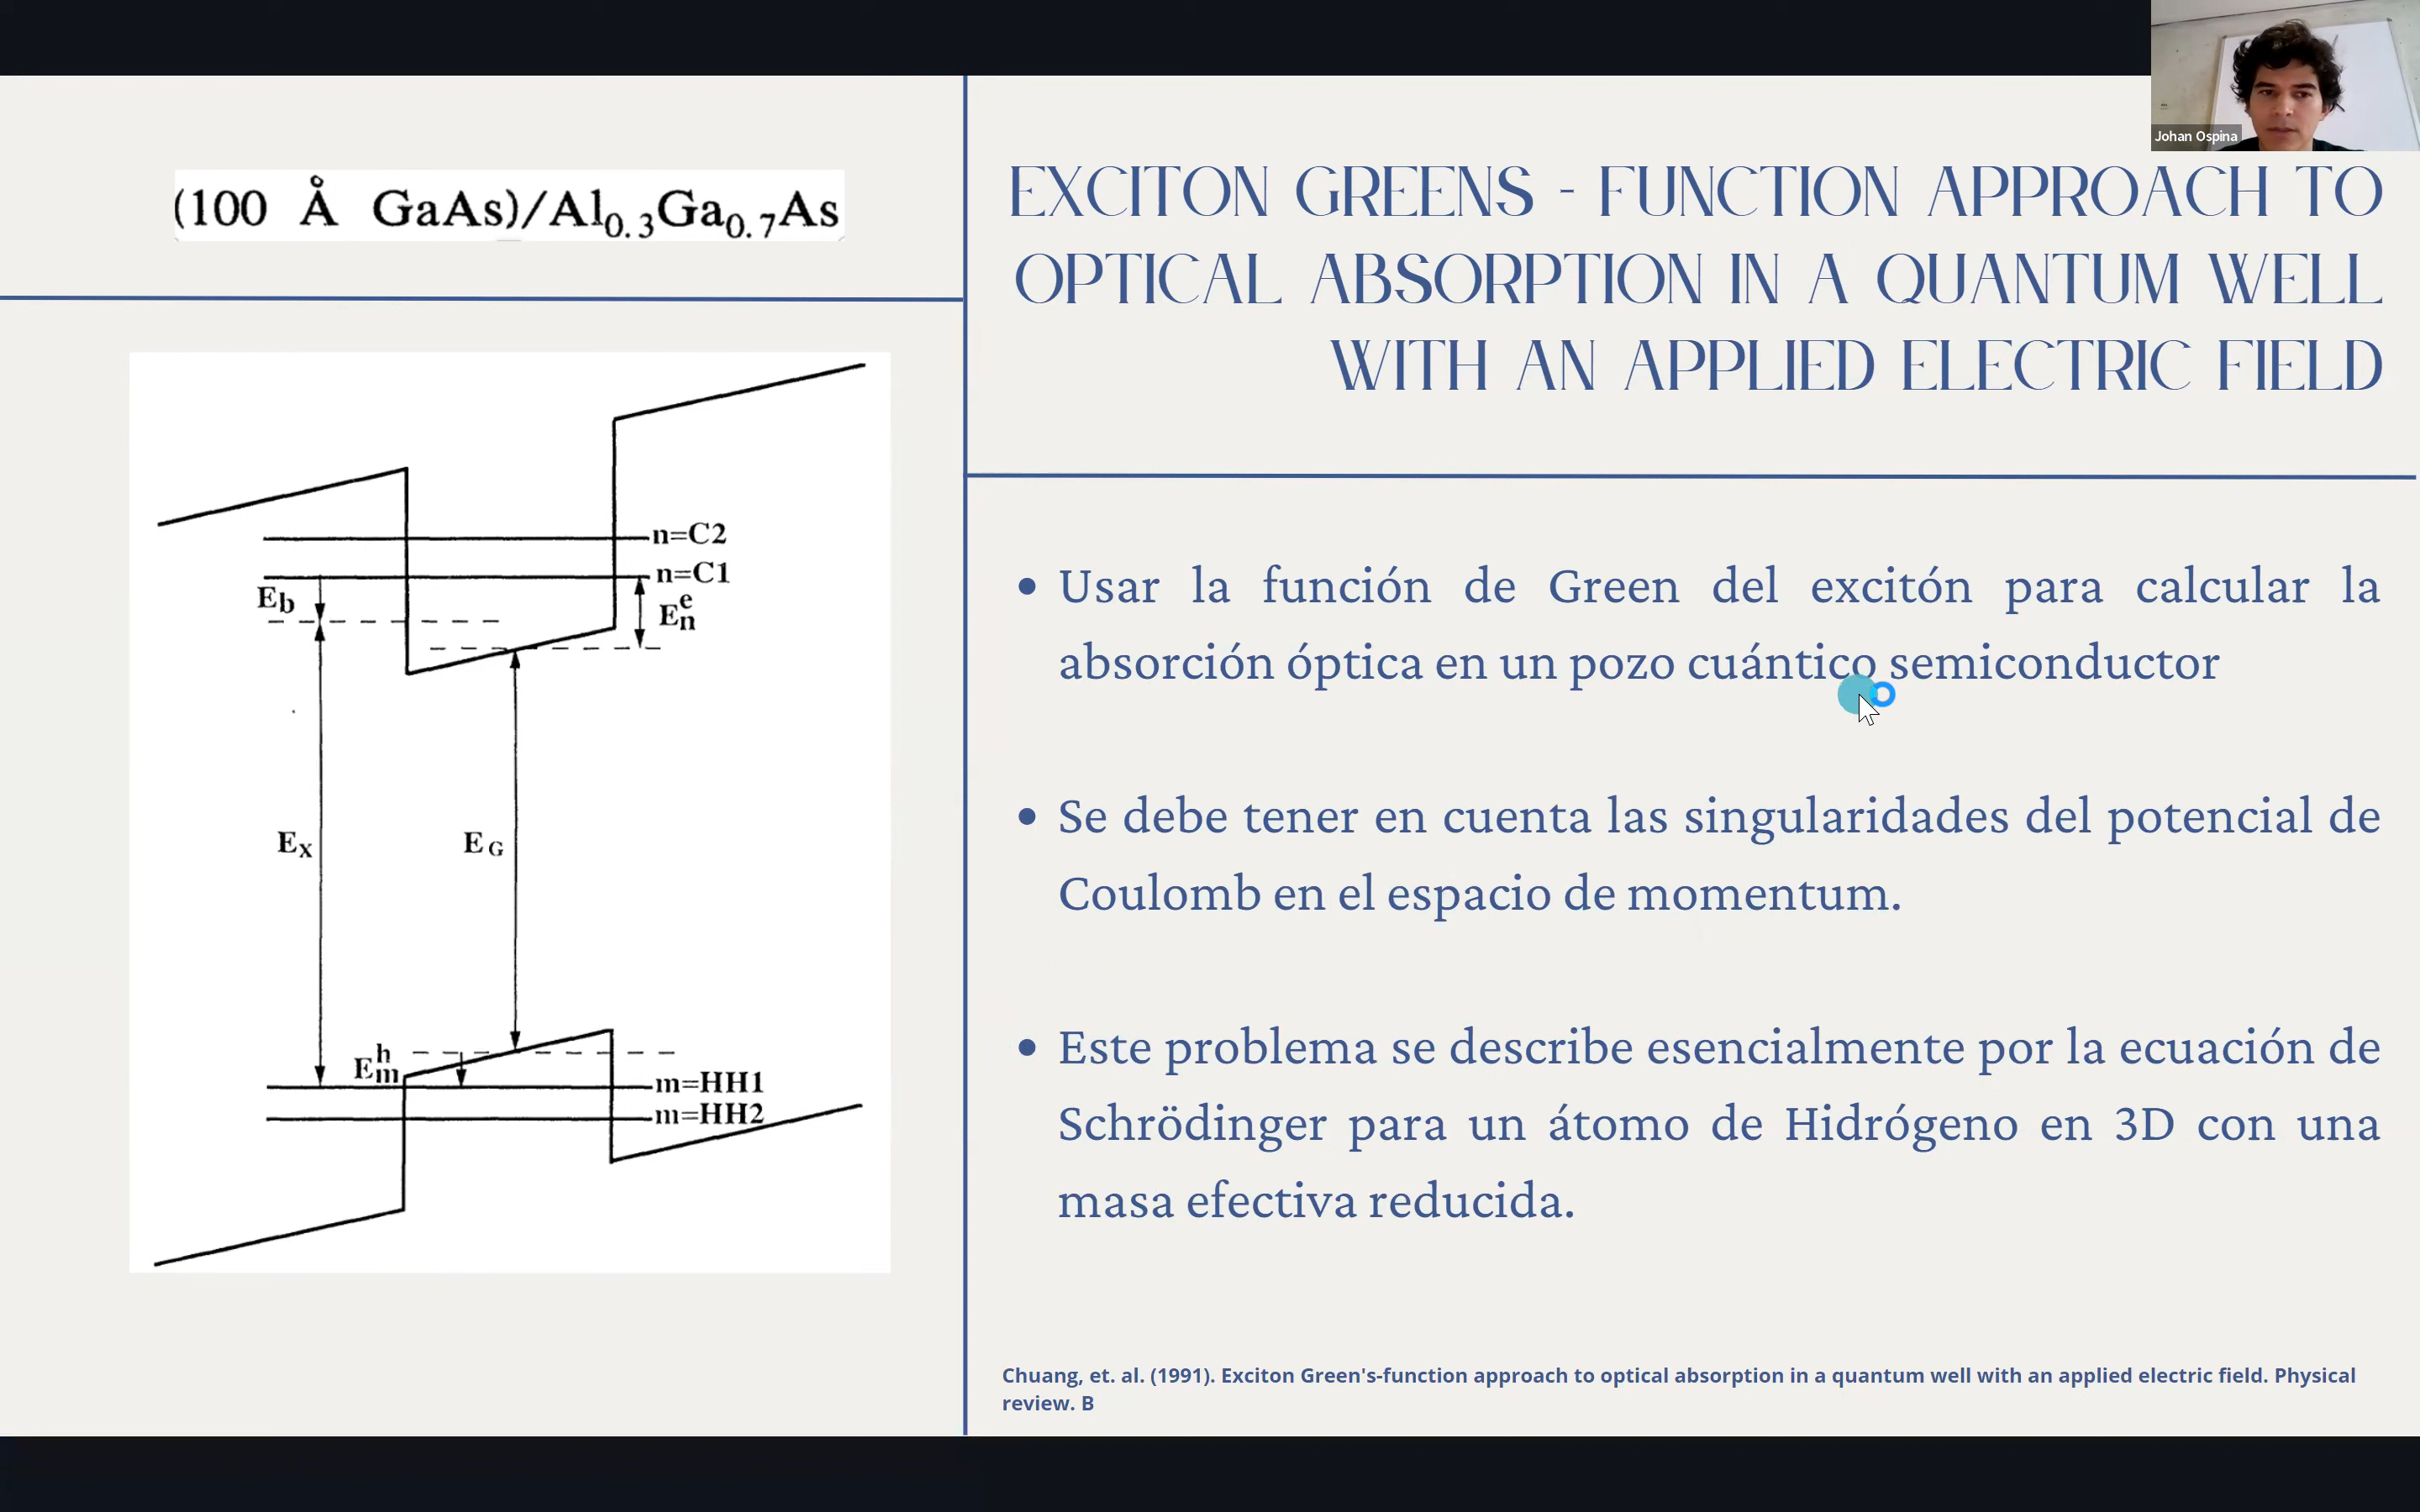 Johan Ospina
(100 Å GaAs)/Al0.3Ga0.7As
EXCITON GREENS - FUNCTION APPROACH TO
OPTICAL ABSORPTION IN A QUANTUM WELL
WITH AN APPLIED ELECTRIC FIELD
n=C2
n=C1
Eb
Ene
Ex
EG
Emh
m=HH1
m=HH2
• Usar la función de Green del excitón para calcular la
absorción óptica en un pozo cuántico semiconductor
• Se debe tener en cuenta las singularidades del potencial de
Coulomb en el espacio de momentum.
• Este problema se describe esencialmente por la ecuación de
Schrödinger para un átomo de Hidrógeno en 3D con una
masa efectiva reducida.
Chuang, et. al. (1991). Exciton Green's-function approach to optical absorption in a quantum well with an applied electric field. Physical
review. B